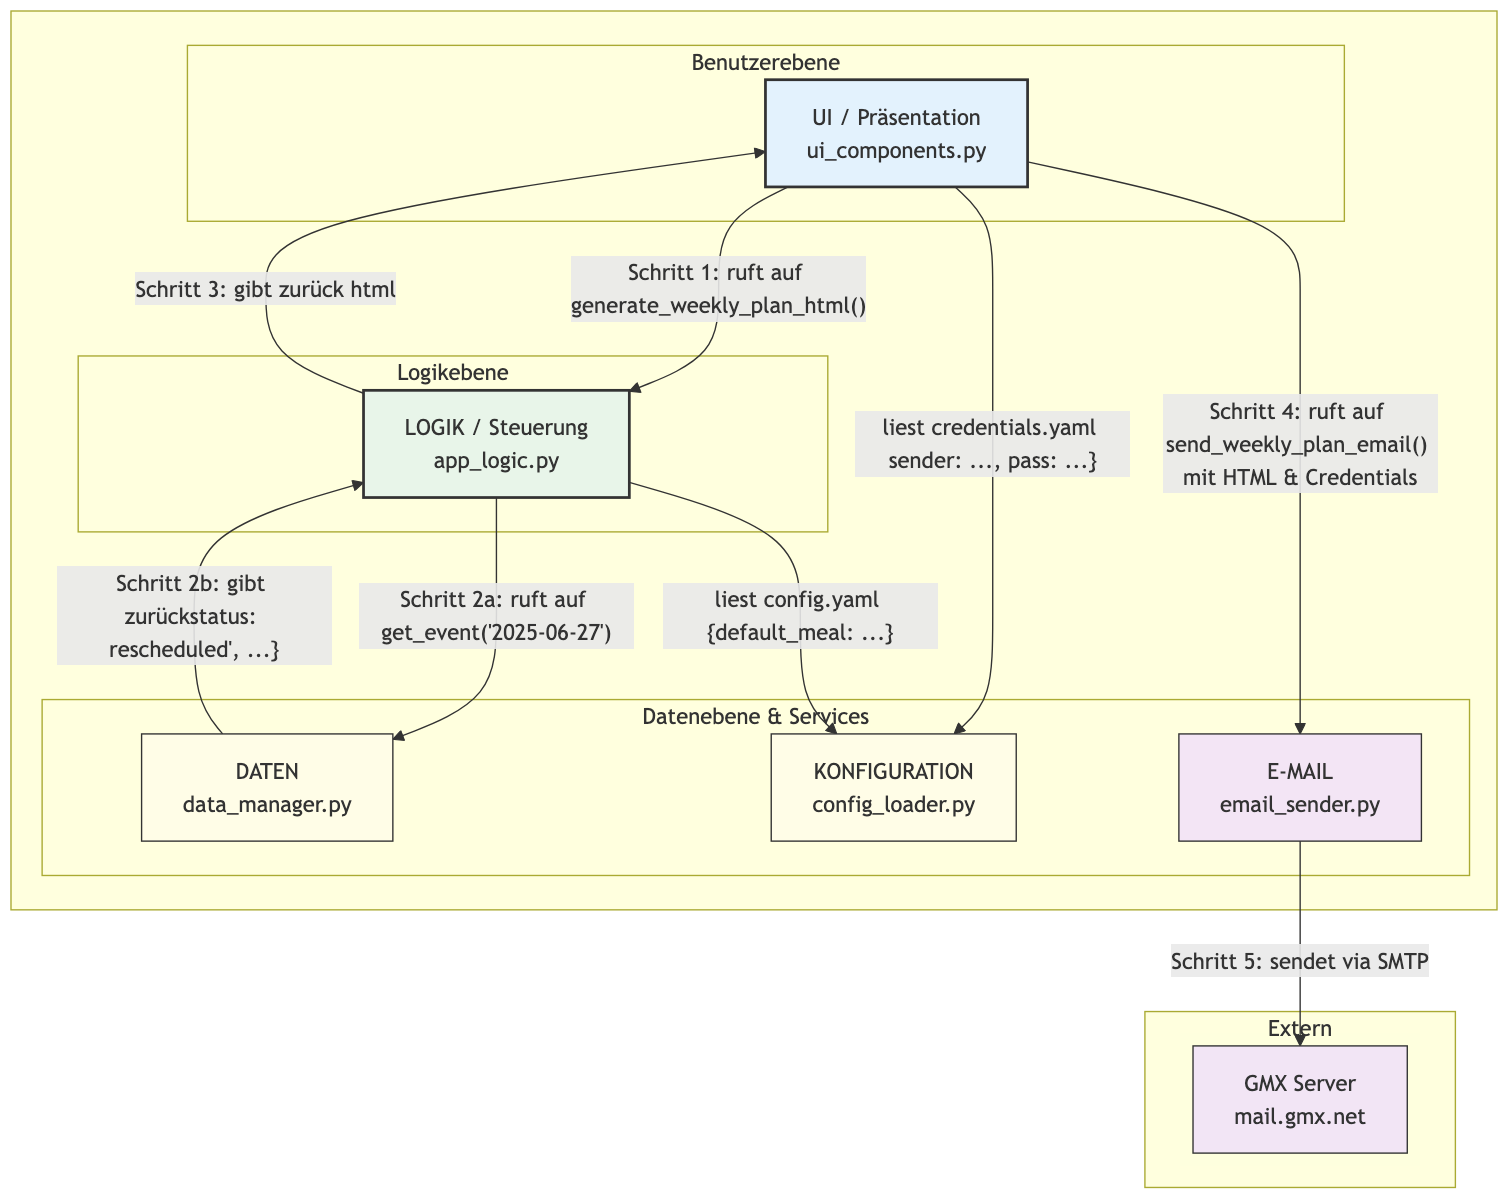 Benutzerebene
UI / Präsentation
ui_components.py
Schritt 3: gibt zurück html
Schritt 1: ruft auf
generate_weekly_plan_html()
Logikebene
LOGIK / Steuerung
app_logic.py
liest credentials.yaml
sender: ..., pass: ...}
Schritt 4: ruft auf
send_weekly_plan_email()
mit HTML & Credentials
Schritt 2b: gibt
zurückstatus:
rescheduled', ...}
Schritt 2a: ruft auf
get_event('2025-06-27')
liest config.yaml
{default_meal: ...}
Datenebene & Services
DATEN
data_manager.py
KONFIGURATION
config_loader.py
E-MAIL
email_sender.py
Schritt 5: sendet via SMTP
Extern
GMX Server
mail.gmx.net